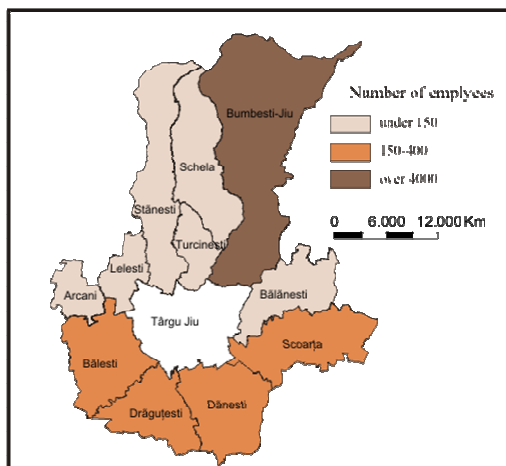 Number of emplyees
Bumbesti-Jiu
under 150
150-400
Schela
over 4000
Stănesti
0 6.000 12.000 Km
Turcinești
Lelesti
Arcani
Bălănesti
Târgu Jiu
Scoarța
Bălesti
Dănesti
Drăguțesti